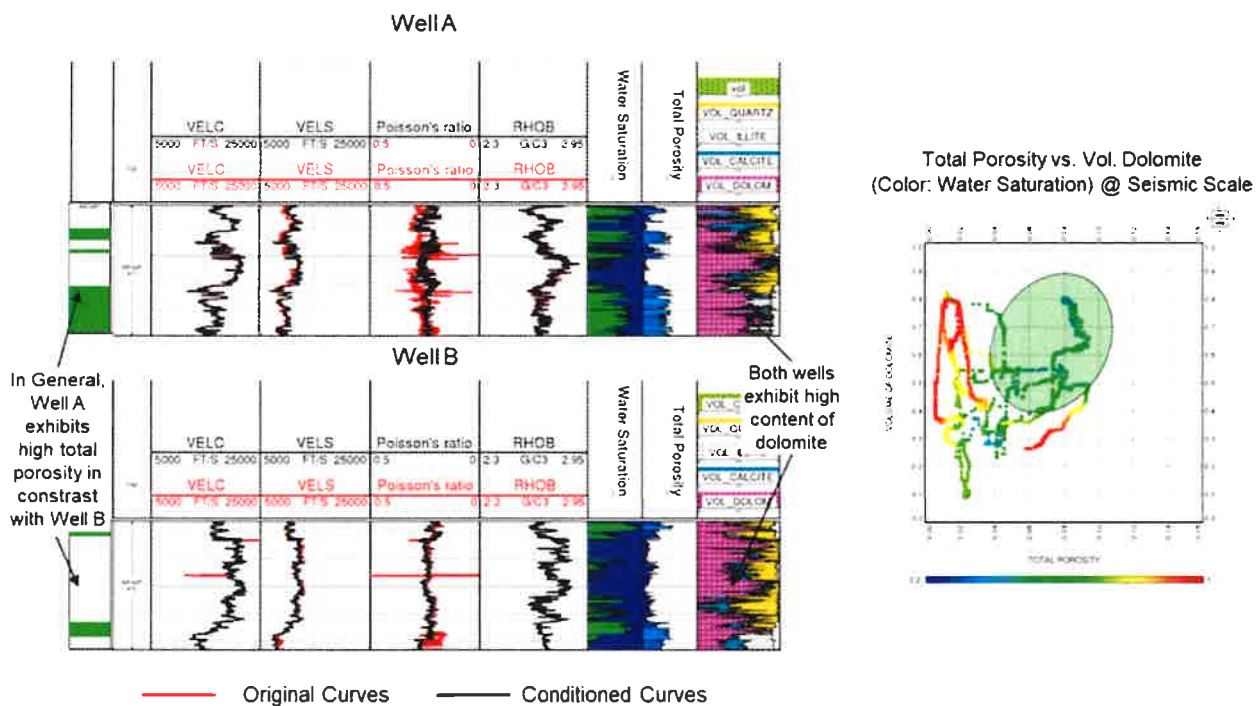 Well A
Water Saturation
Total Porosity
vol
VOL_QUARTZ
VOL_ILLITE
VOL_CALCITE
VOL_DOLOM
VELC VELS Poisson's ratio RHOB
5000 FT/S 25000 5000 FT/S 25000 0.5 0 2.3 G/C3 2.95
VELC VELS Poisson's ratio RHOB
5000 FT/S 25000 5000 FT/S 25000 0.5 0 2.3 G/C3 2.95
In General,
Well A
exhibits
high total
porosity in
constrast
with Well B
Well B
Water Saturation
Total Porosity
VOL_CALCITE
VOL_DOLOM
VELC VELS Poisson's ratio RHOB
5000 FT/S 25000 0.5 0 2.3 G/C3 2.95
VELC VELS Poisson's ratio RHOB
5000 FT/S 25000 5000 FT/S 25000 0.5 0 2.3 G/C3 2.95
Both wells
exhibit high
content of
dolomite
Original Curves
Conditioned Curves
Total Porosity vs. Vol. Dolomite
(Color: Water Saturation) @ Seismic Scale
VOLUME OF DOLOMITE
TOTAL POROSITY